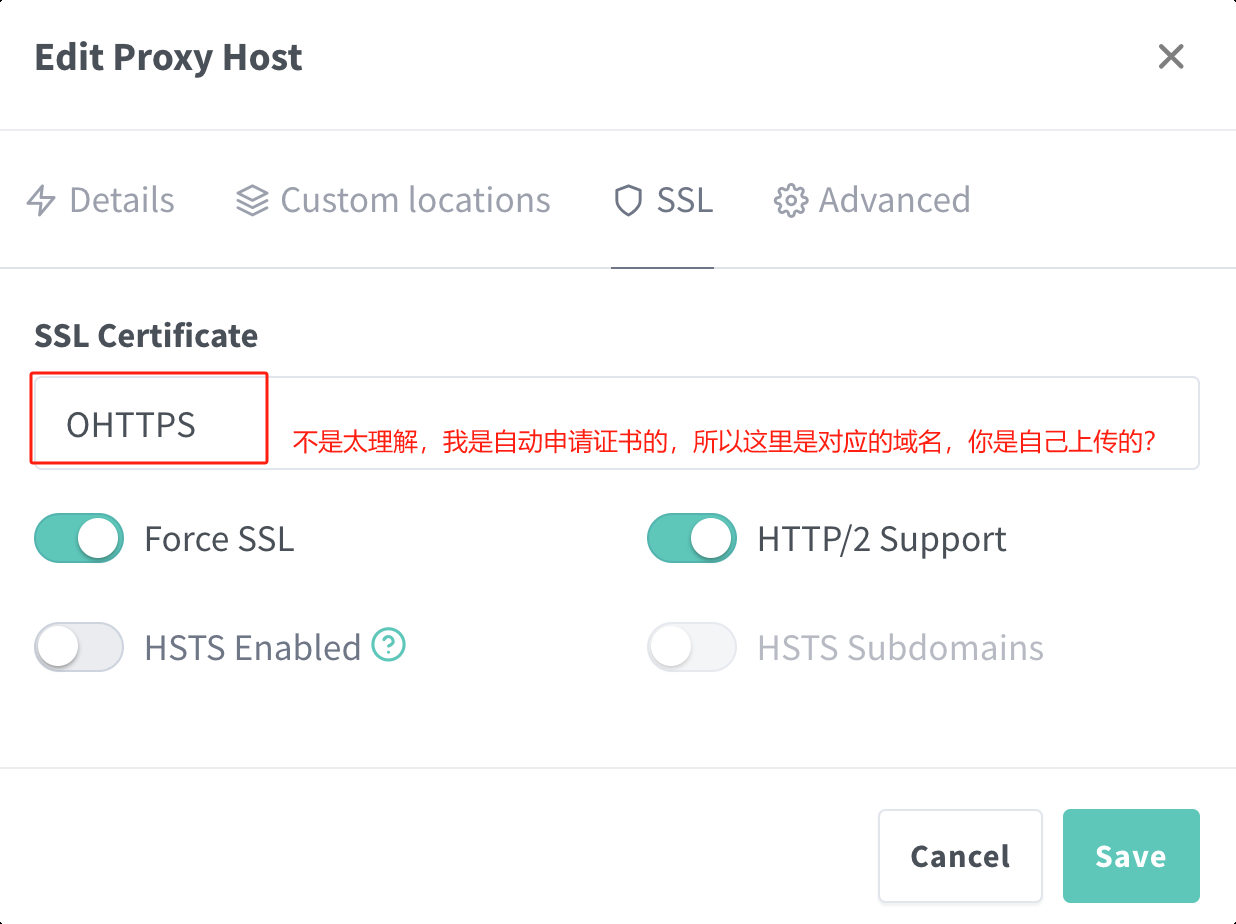 Edit Proxy Host
Details Custom locations SSL Advanced
SSL Certificate
OHTTPS
不是太理解，我是自动申请证书的，所以这里是对应的域名，你是自己上传的？
Force SSL HTTP/2 Support
HSTS Enabled ? HSTS Subdomains
Cancel Save